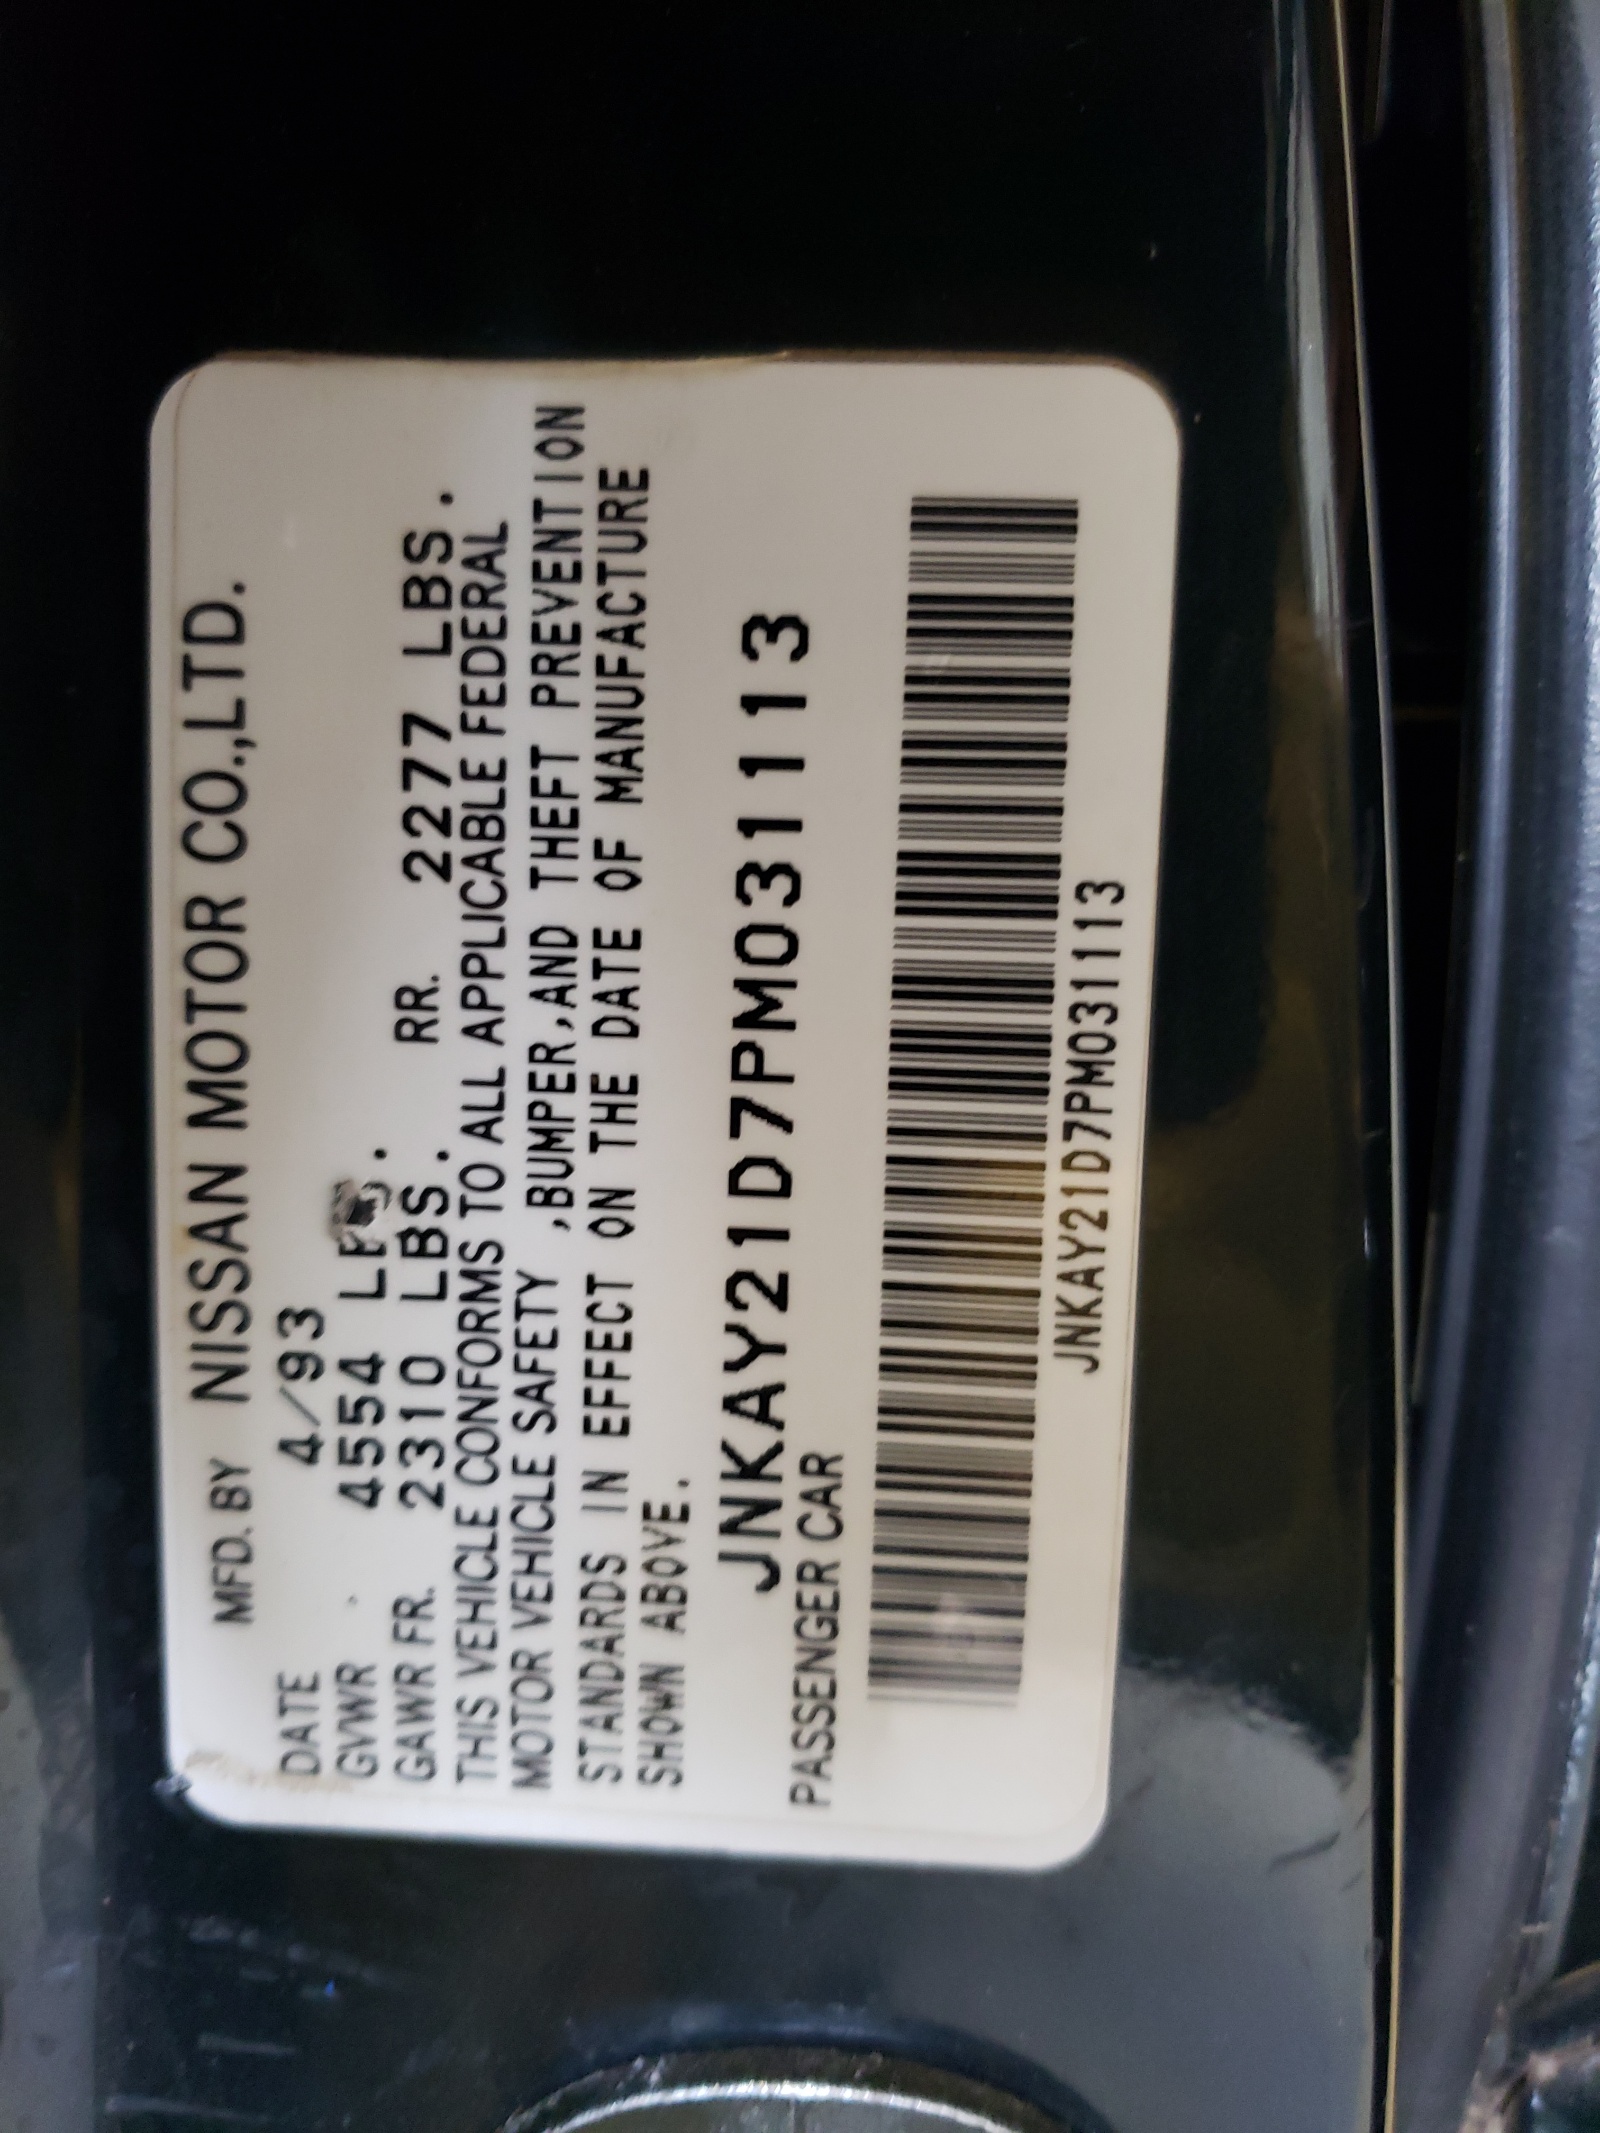 MFD. BY NISSAN MOTOR CO.,LTD.
DATE 4/93
GVWR 4554 LBS.
GAWR FR. 2310 LBS. RR. 2277 LBS.
THIS VEHICLE CONFORMS TO ALL APPLICABLE FEDERAL
MOTOR VEHICLE SAFETY ,BUMPER,AND THEFT PREVENTION
STANDARDS IN EFFECT ON THE DATE OF MANUFACTURE
SHOWN ABOVE.
JNKAY21D7PM031113
PASSENGER CAR
JNKAY21D7PM031113